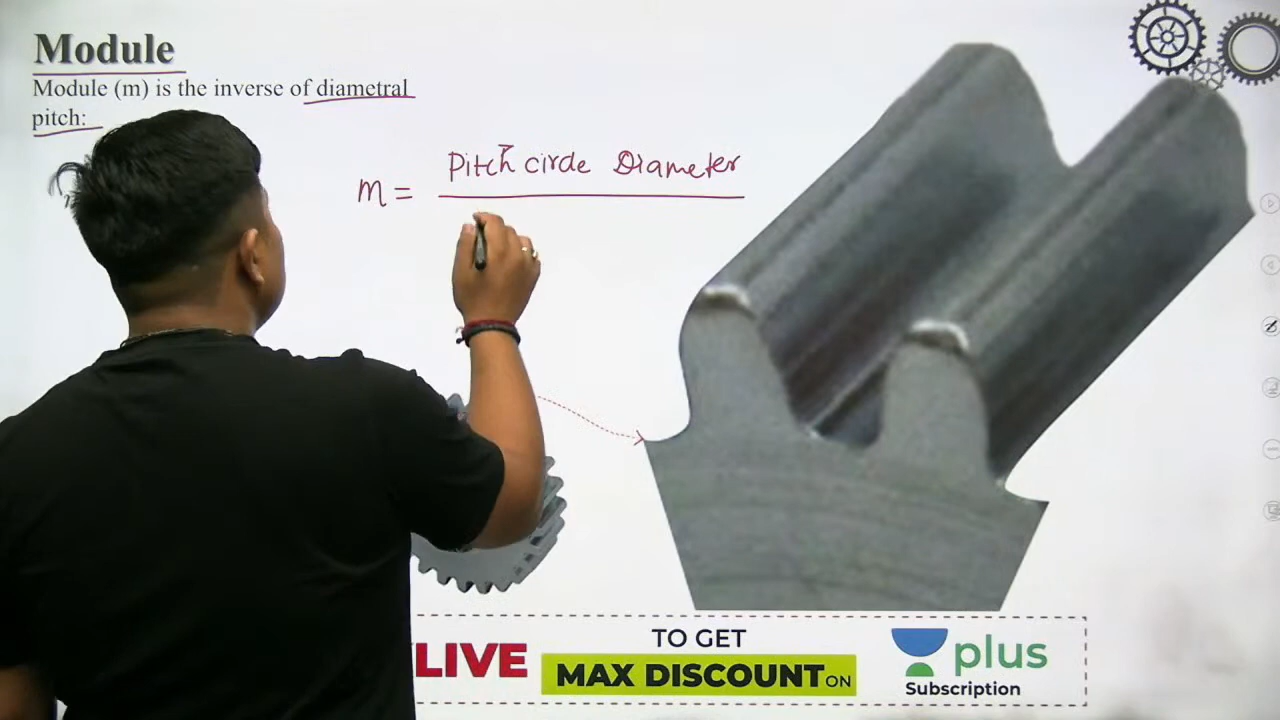 Module
Module (m) is the inverse of diametral
pitch:
Pitch circle Diameter
m =
LIVE
TO GET
MAX DISCOUNT ON
plus
Subscription